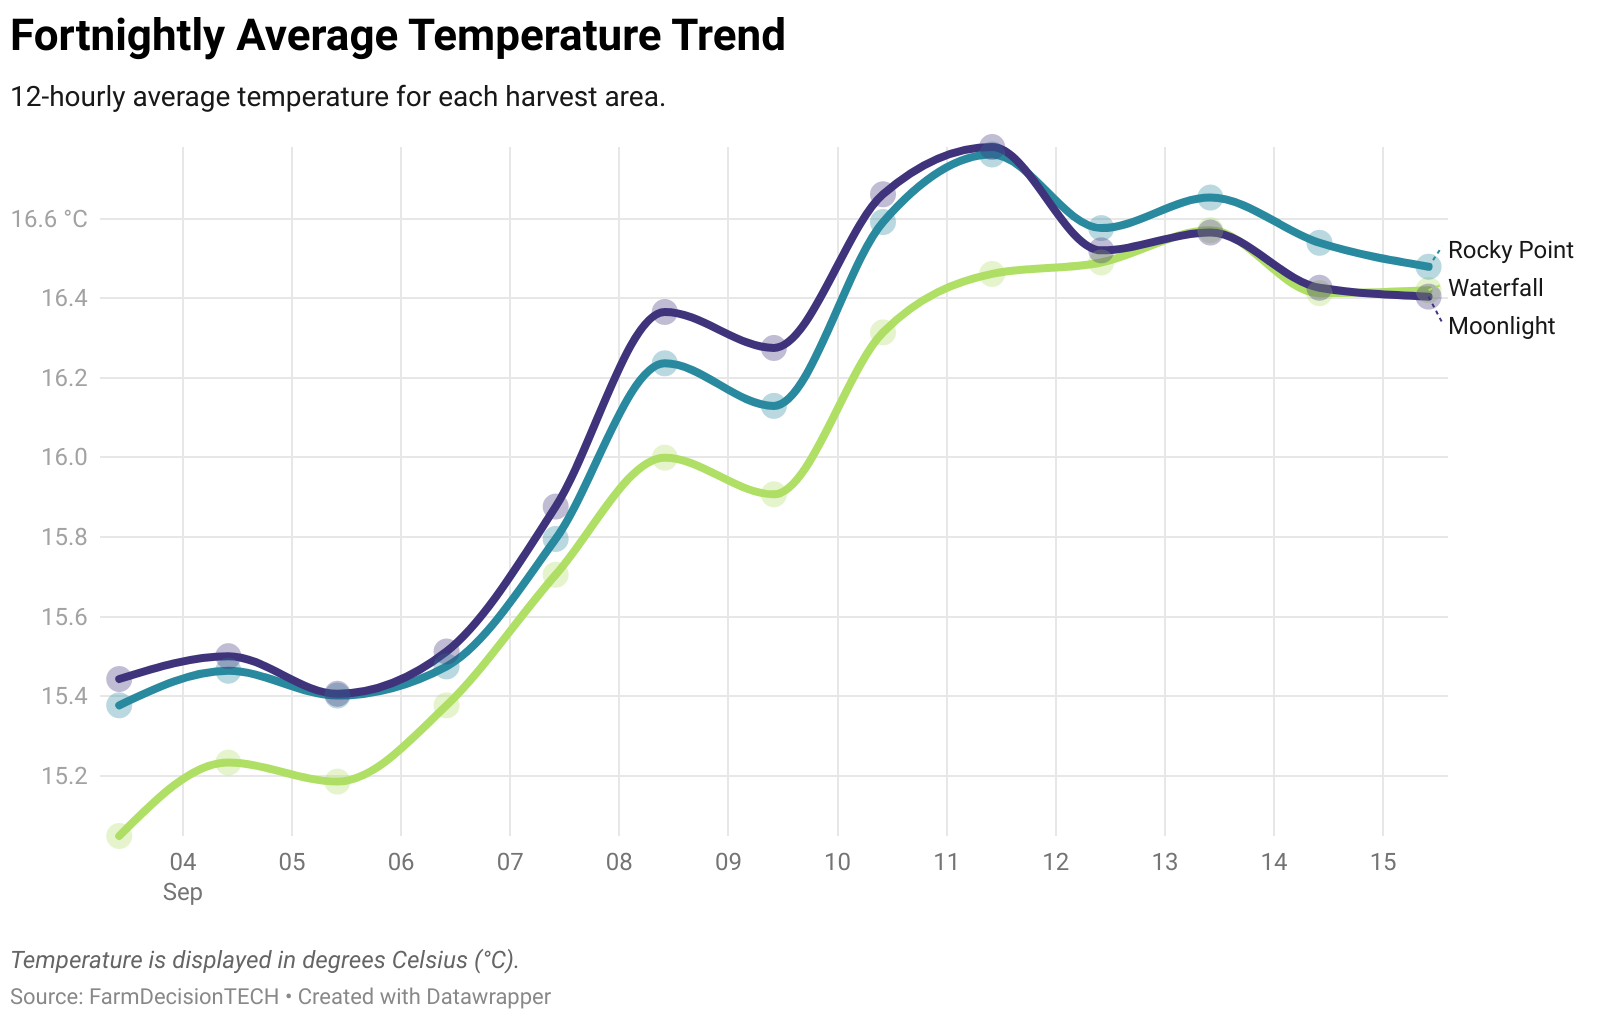 Fortnightly Average Temperature Trend
12-hourly average temperature for each harvest area.
16.6 °C
16.4
16.2
16.0
15.8
15.6
15.4
15.2
Rocky Point
Waterfall
Moonlight
04 05 06 07 08 09 10 11 12 13 14 15
Sep
Temperature is displayed in degrees Celsius (°C).
Source: FarmDecisionTECH • Created with Datawrapper